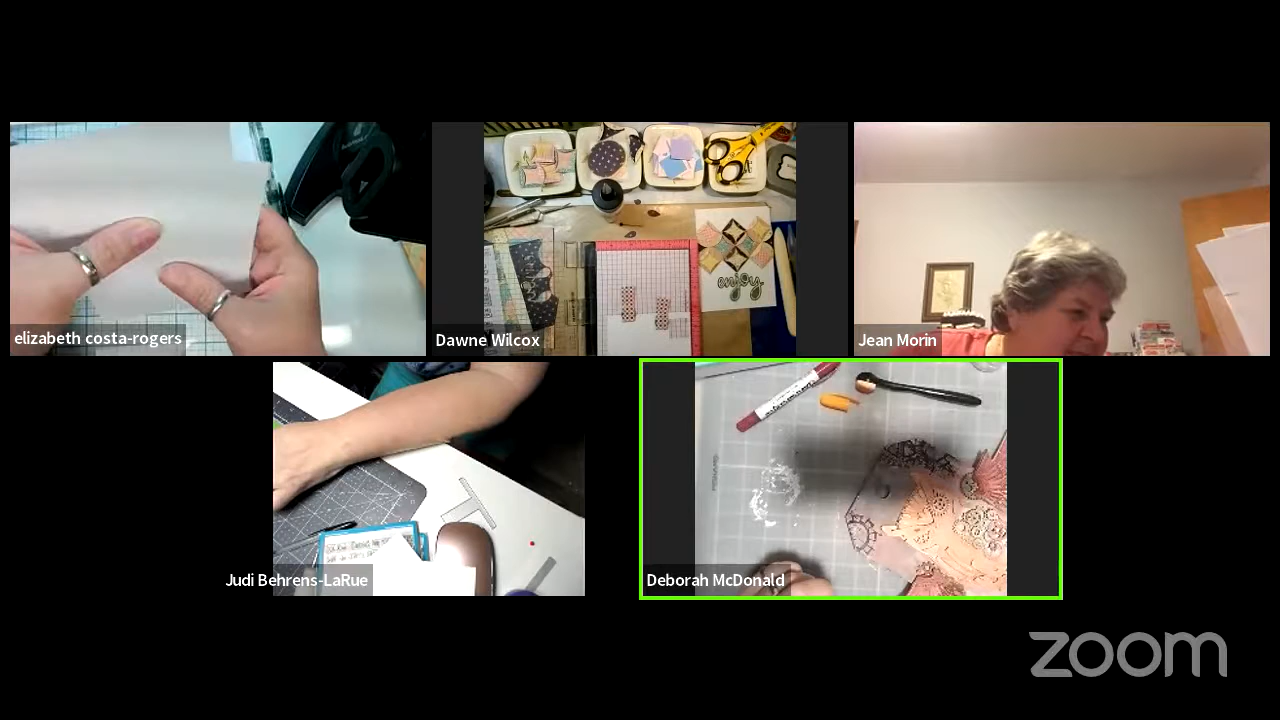 enjoy
elizabeth costa-rogers
Dawne Wilcox
Jean Morin
Judi Behrens-LaRue
Deborah McDonald
zoom